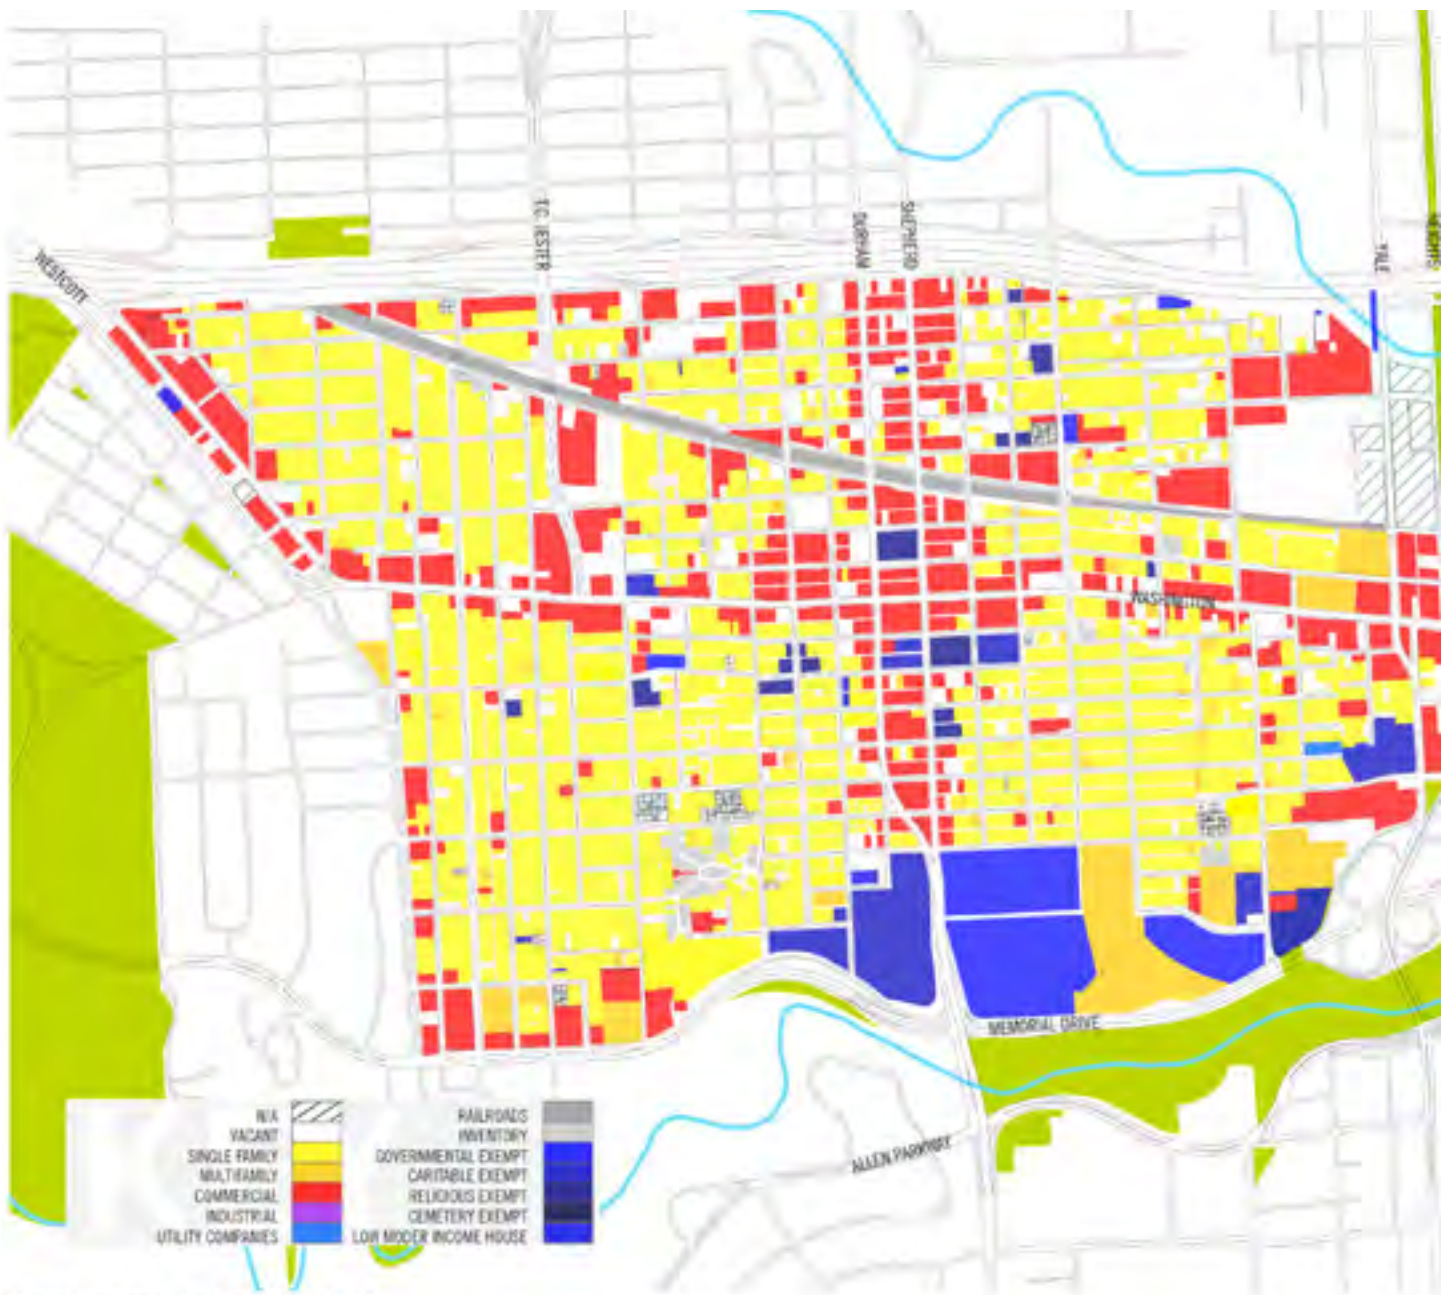 WESTCOTT
T.C. JESTER
DURHAM
SHEPHERD
YALE
WASHINGTON
MEMORIAL DRIVE
ALLEN PARKWAY
N/A
VACANT
SINGLE FAMILY
MULTIFAMILY
COMMERCIAL
INDUSTRIAL
UTILITY COMPANIES
RAILROADS
INVENTORY
GOVERNMENTAL EXEMPT
CARITABLE EXEMPT
RELIGIOUS EXEMPT
CEMETERY EXEMPT
LOW MODER INCOME HOUSE